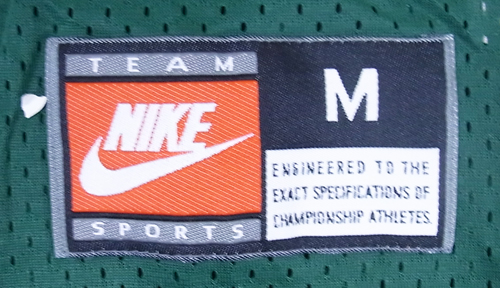 TEAM
NIKE
SPORTS
M
ENGINEERED TO THE
EXACT SPECIFICATIONS OF
CHAMPIONSHIP ATHLETES.